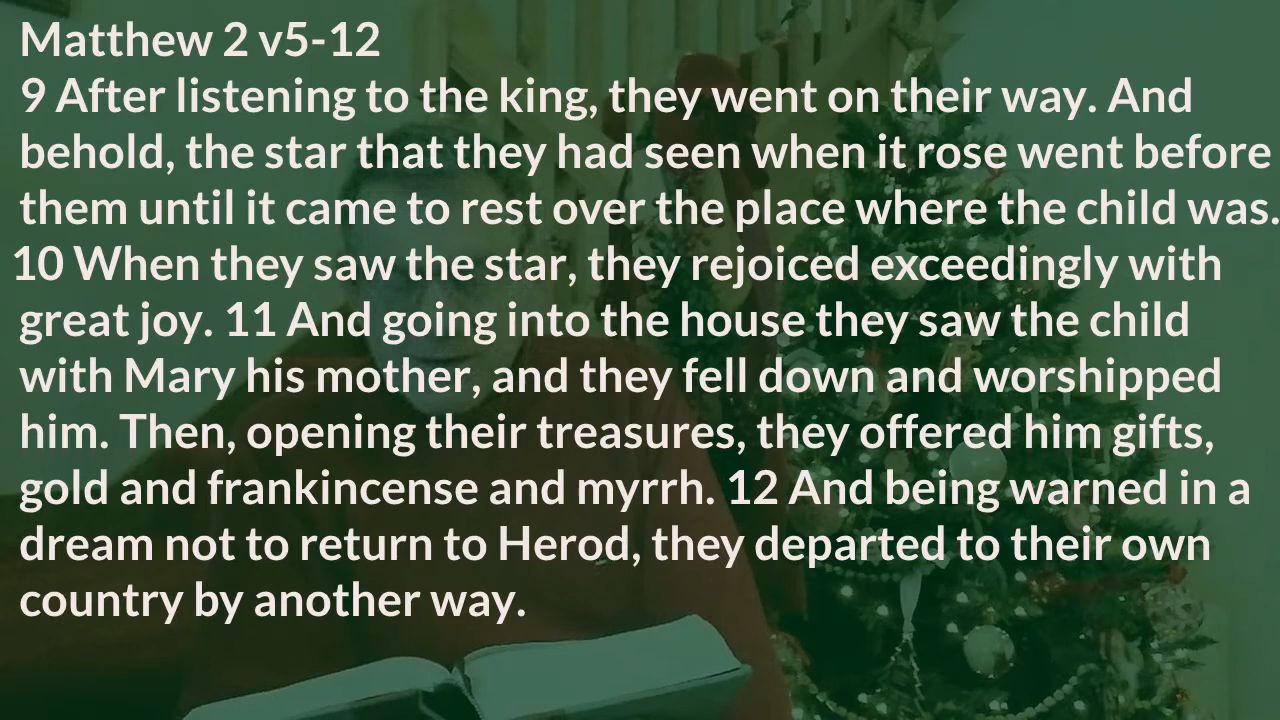 Matthew 2 v5-12
9 After listening to the king, they went on their way. And
behold, the star that they had seen when it rose went before
them until it came to rest over the place where the child was.
10 When they saw the star, they rejoiced exceedingly with
great joy. 11 And going into the house they saw the child
with Mary his mother, and they fell down and worshipped
him. Then, opening their treasures, they offered him gifts,
gold and frankincense and myrrh. 12 And being warned in a
dream not to return to Herod, they departed to their own
country by another way.